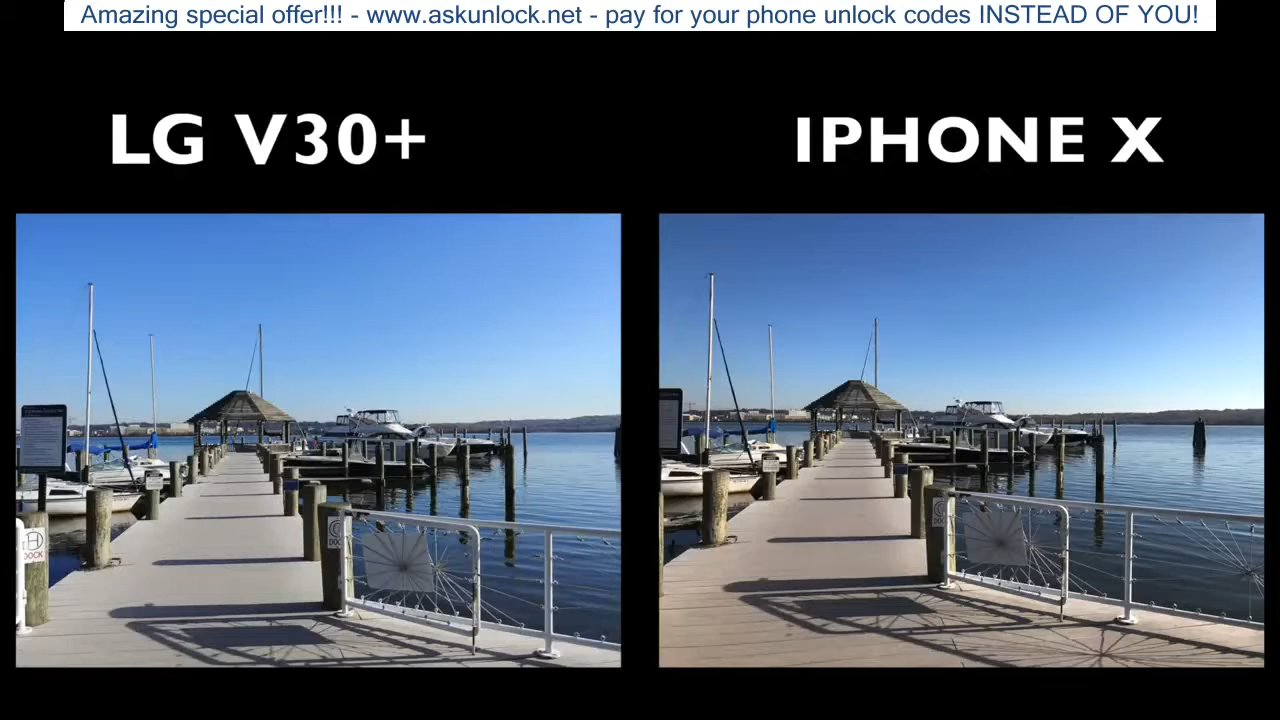 Amazing special offer!!! - www.askunlock.net - pay for your phone unlock codes INSTEAD OF YOU!
LG V30+
IPHONE X
DOCK